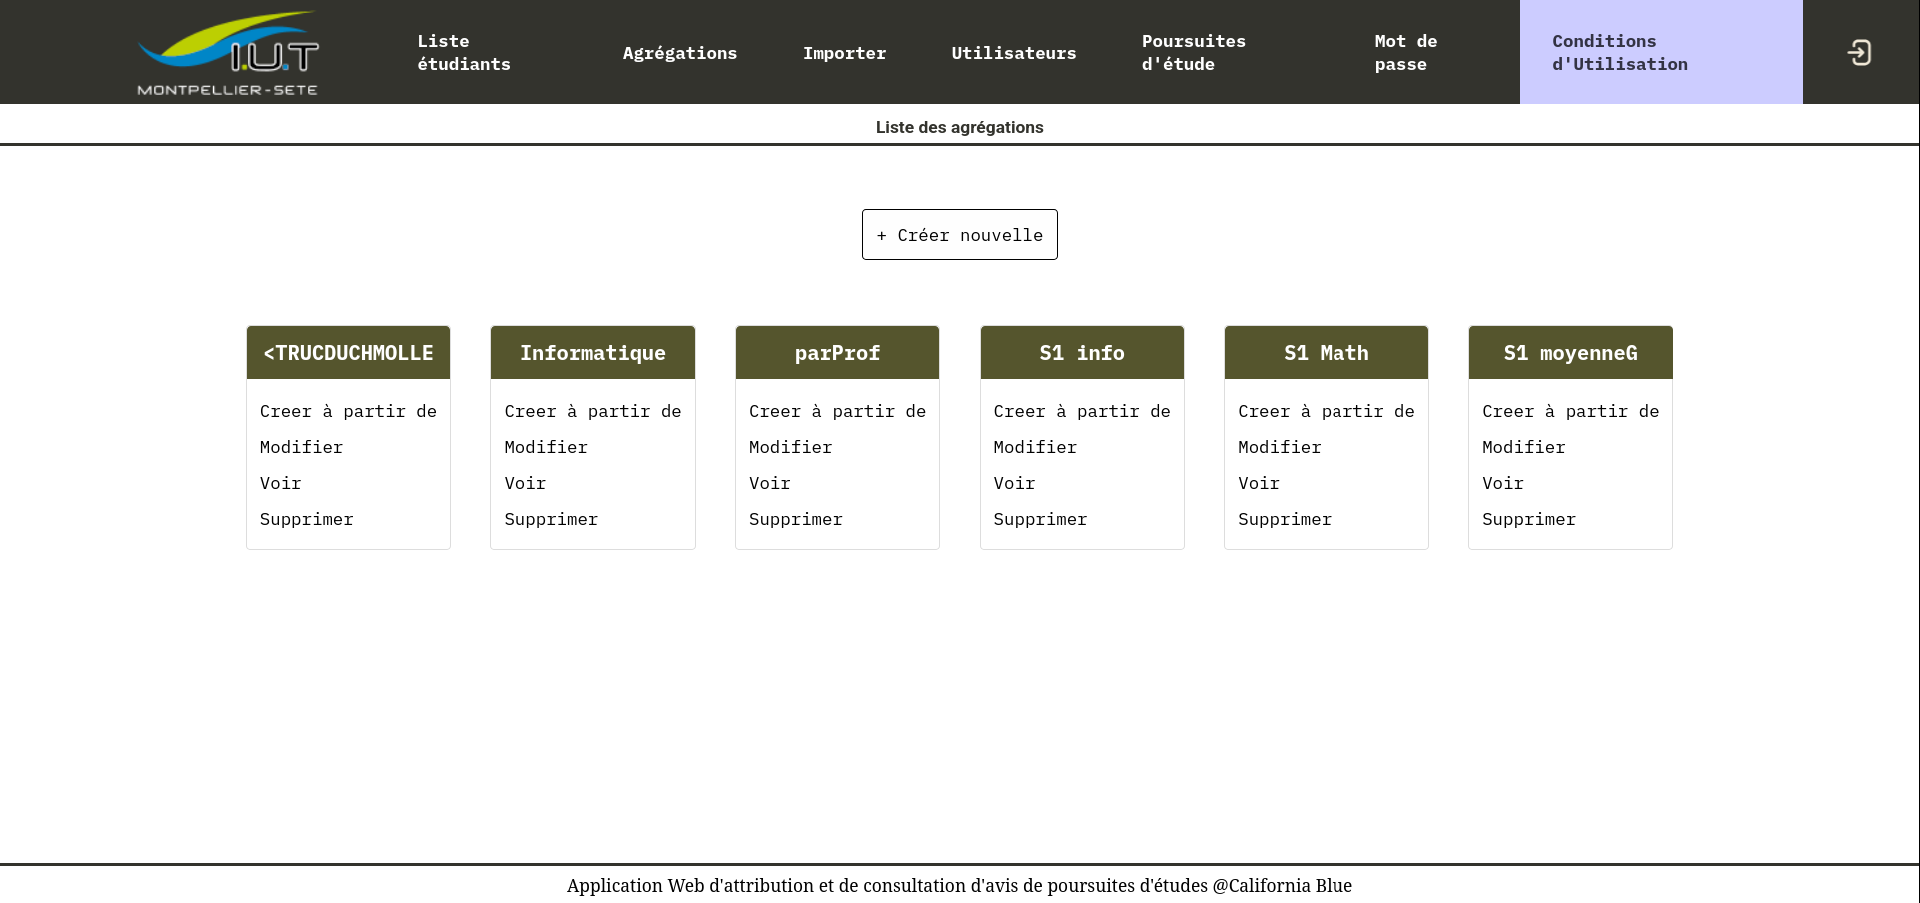 I.U.T
MONTPELLIER-SETE
Liste
étudiants
Agrégations
Importer
Utilisateurs
Poursuites
d'étude
Mot de
passe
Conditions
d'Utilisation
Liste des agrégations
+ Créer nouvelle
<TRUCDUCHMOLLE
Creer à partir de
Modifier
Voir
Supprimer
Informatique
Creer à partir de
Modifier
Voir
Supprimer
parProf
Creer à partir de
Modifier
Voir
Supprimer
S1 info
Creer à partir de
Modifier
Voir
Supprimer
S1 Math
Creer à partir de
Modifier
Voir
Supprimer
S1 moyenneG
Creer à partir de
Modifier
Voir
Supprimer
Application Web d'attribution et de consultation d'avis de poursuites d'études @California Blue